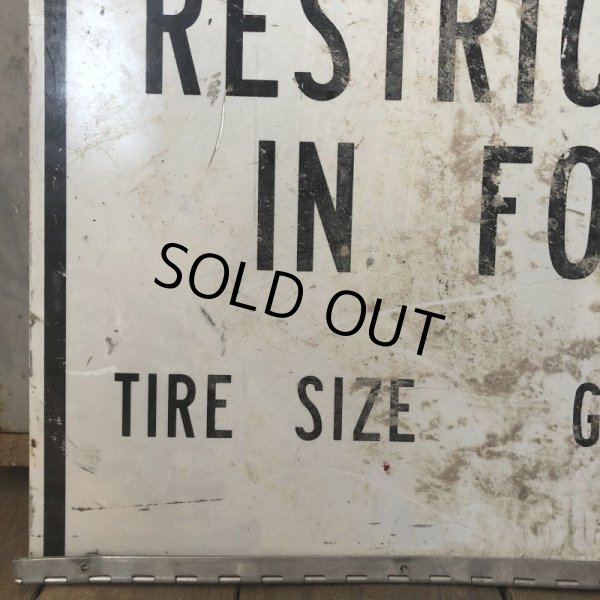 RESTRIC
IN FO
SOLD OUT
TIRE SIZE G